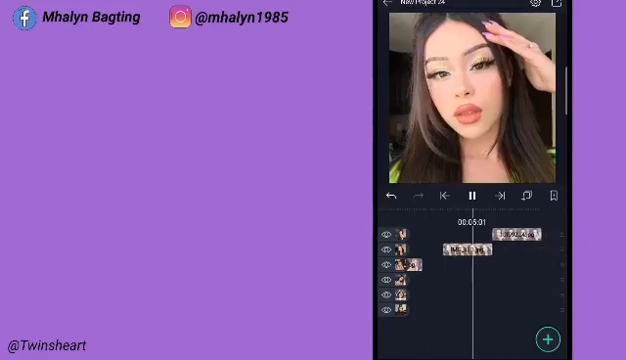 Mhalyn Bagting
@mhalyn1985
New Project 24
00:05:01
@Twinsheart